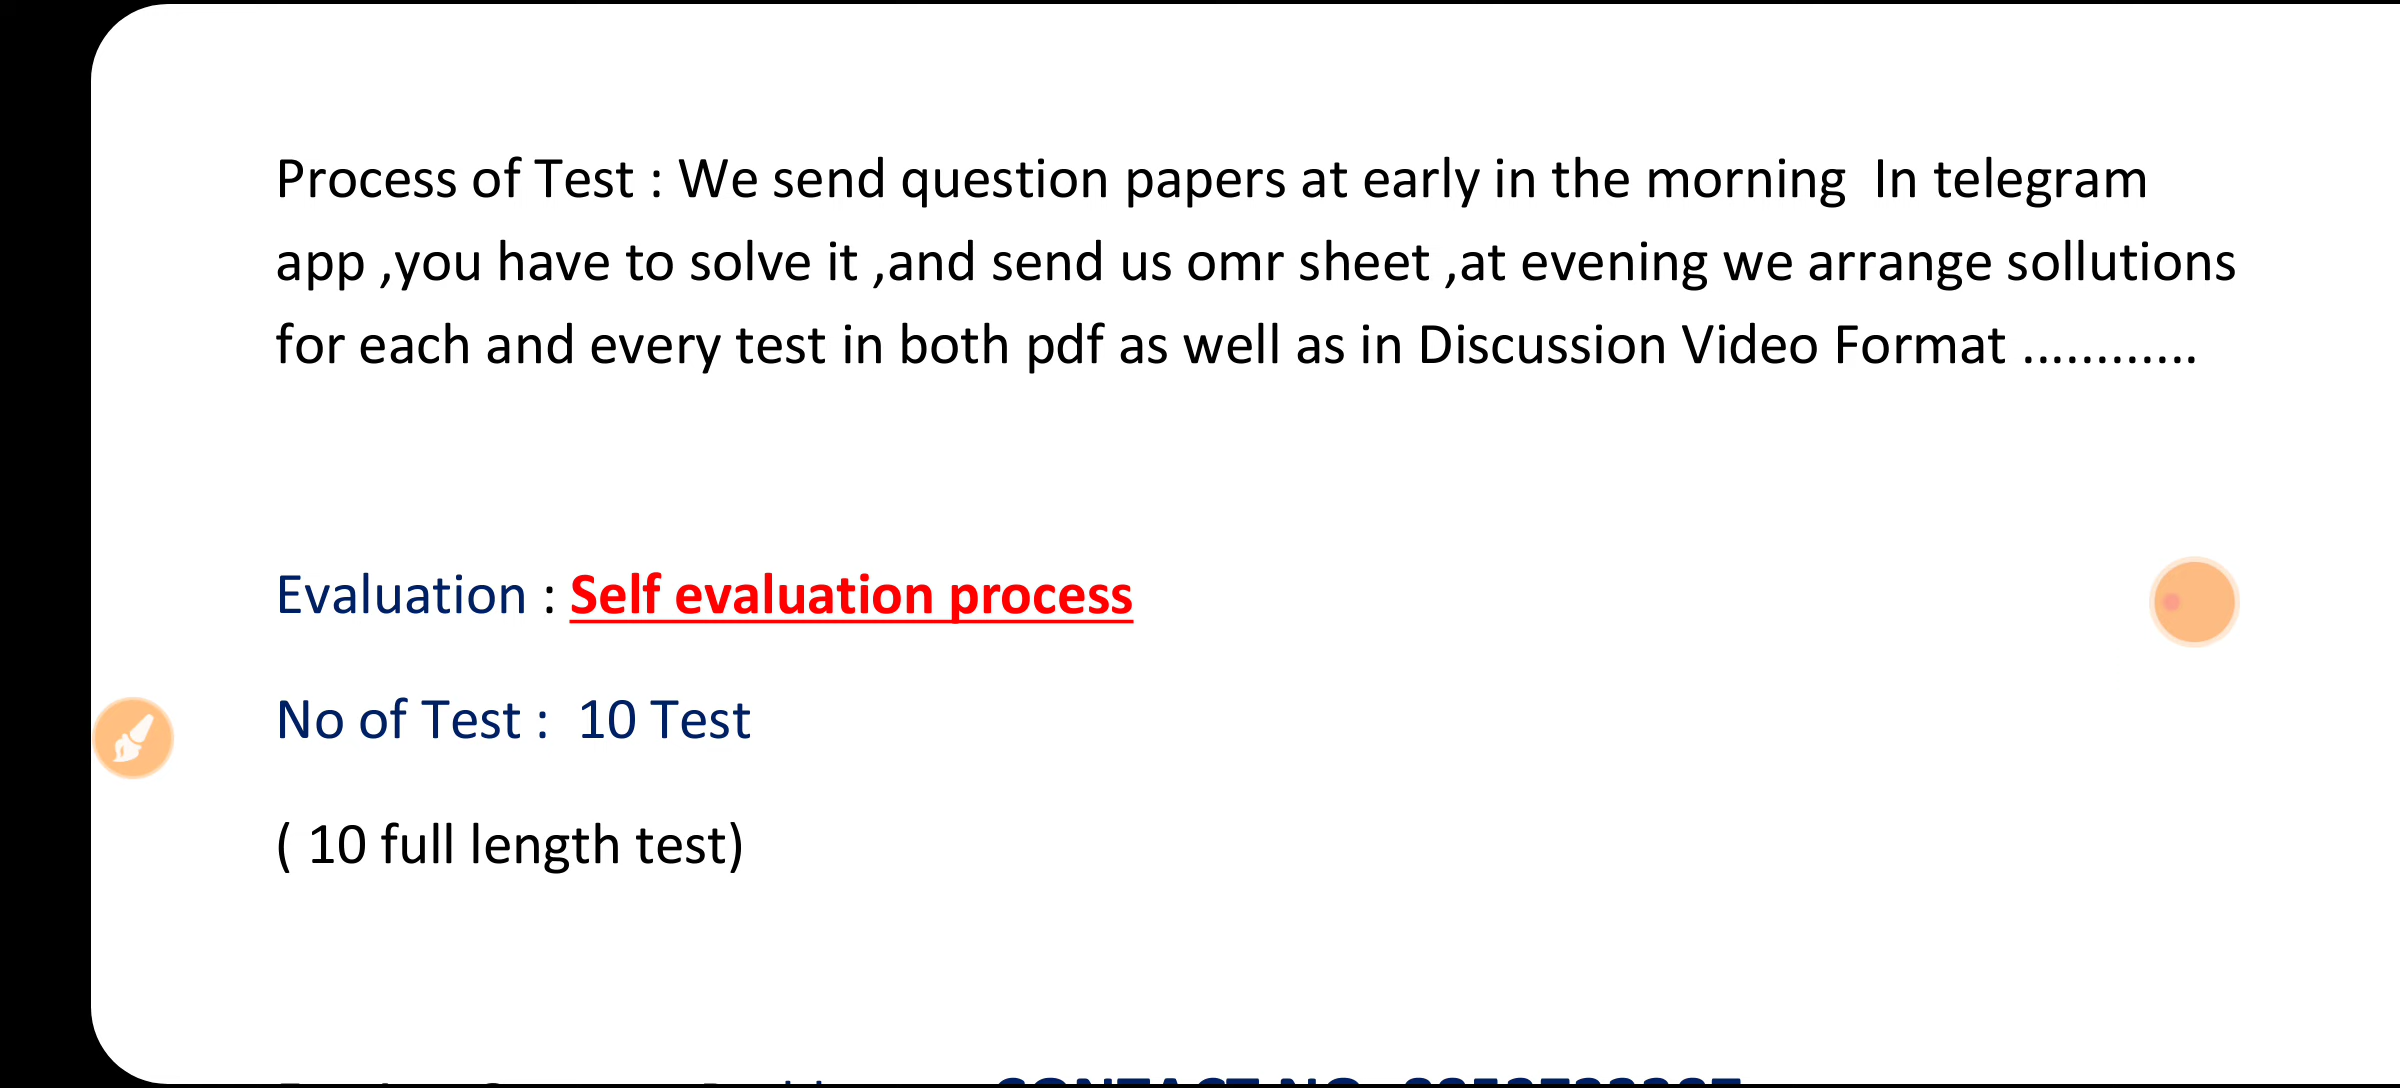 Process of Test : We send question papers at early in the morning  In telegram
app ,you have to solve it ,and send us omr sheet ,at evening we arrange sollutions
for each and every test in both pdf as well as in Discussion Video Format ............
Evaluation : Self evaluation process
No of Test :  10 Test
( 10 full length test)
CONTACT NO